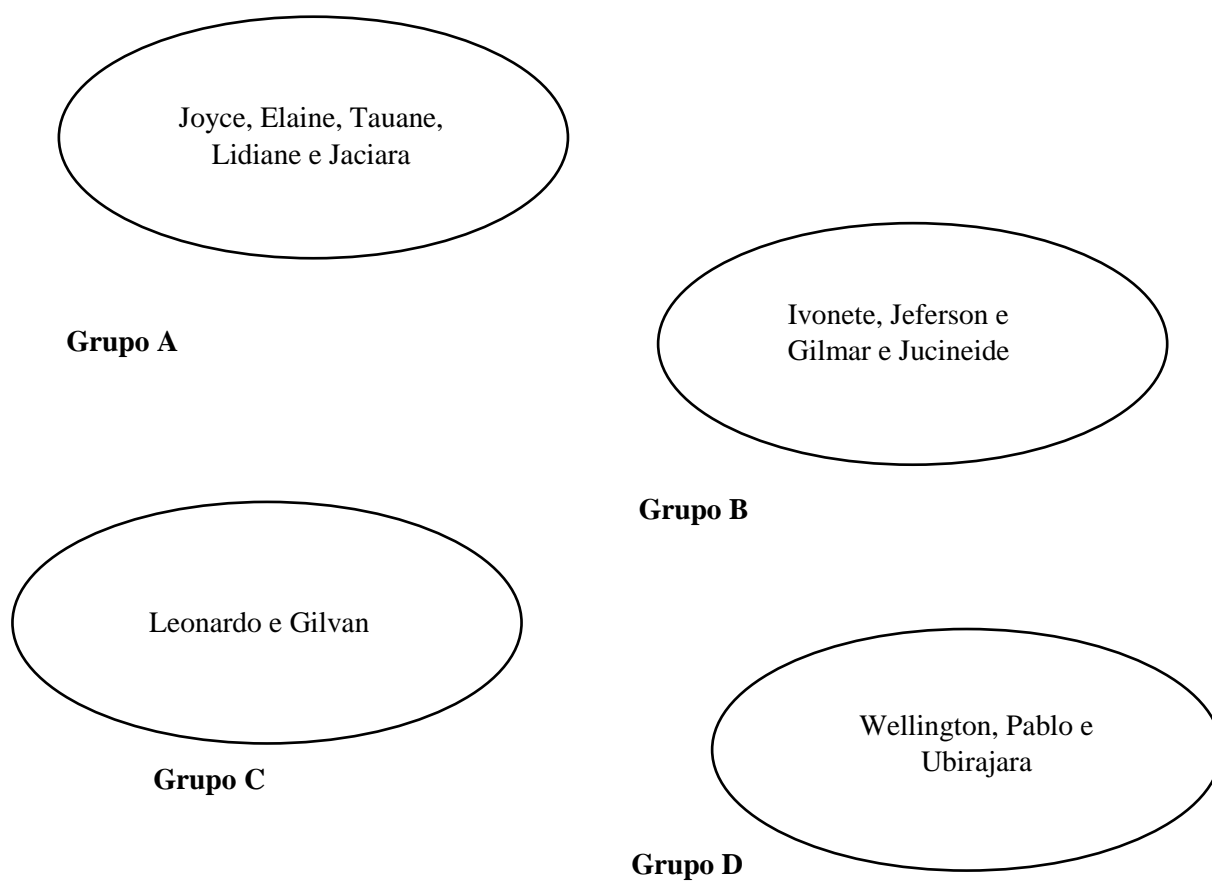 Joyce, Elaine, Tauane,
Lidiane e Jaciara
Grupo A
Ivonete, Jeferson e
Gilmar e Jucineide
Grupo B
Leonardo e Gilvan
Grupo C
Wellington, Pablo e
Ubirajara
Grupo D